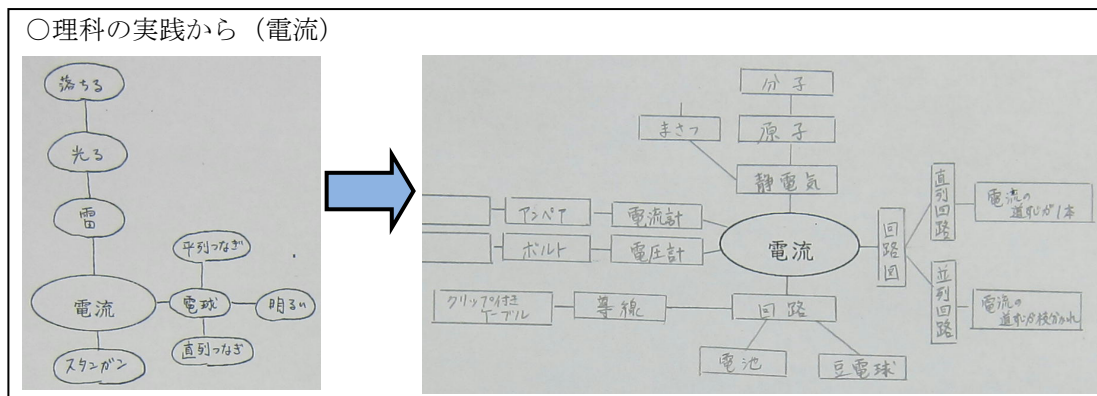 ○理科の実践から（電流）
落ちる
光る
雷
平列つなぎ
電流
電球
明るい
直列つなぎ
スタンガン
分子
まさつ
原子
静電気
アンペア
電流計
ボルト
電圧計
電流
回路図
直列回路
電流の
道すじが1本
並列回路
電流の
道すじが枝分かれ
クリップ付き
ケーブル
等線
回路
電池
豆電球